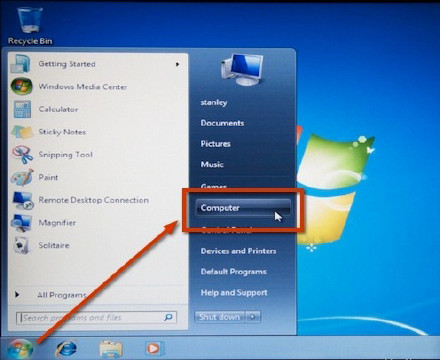 Recycle Bin
Getting Started
Windows Media Center
Calculator
Sticky Notes
Snipping Tool
Paint
Remote Desktop Connection
Magnifier
Solitaire
All Programs
Search programs and files
stanley
Documents
Pictures
Music
Games
Computer
Control Panel
Devices and Printers
Default Programs
Help and Support
Shut down